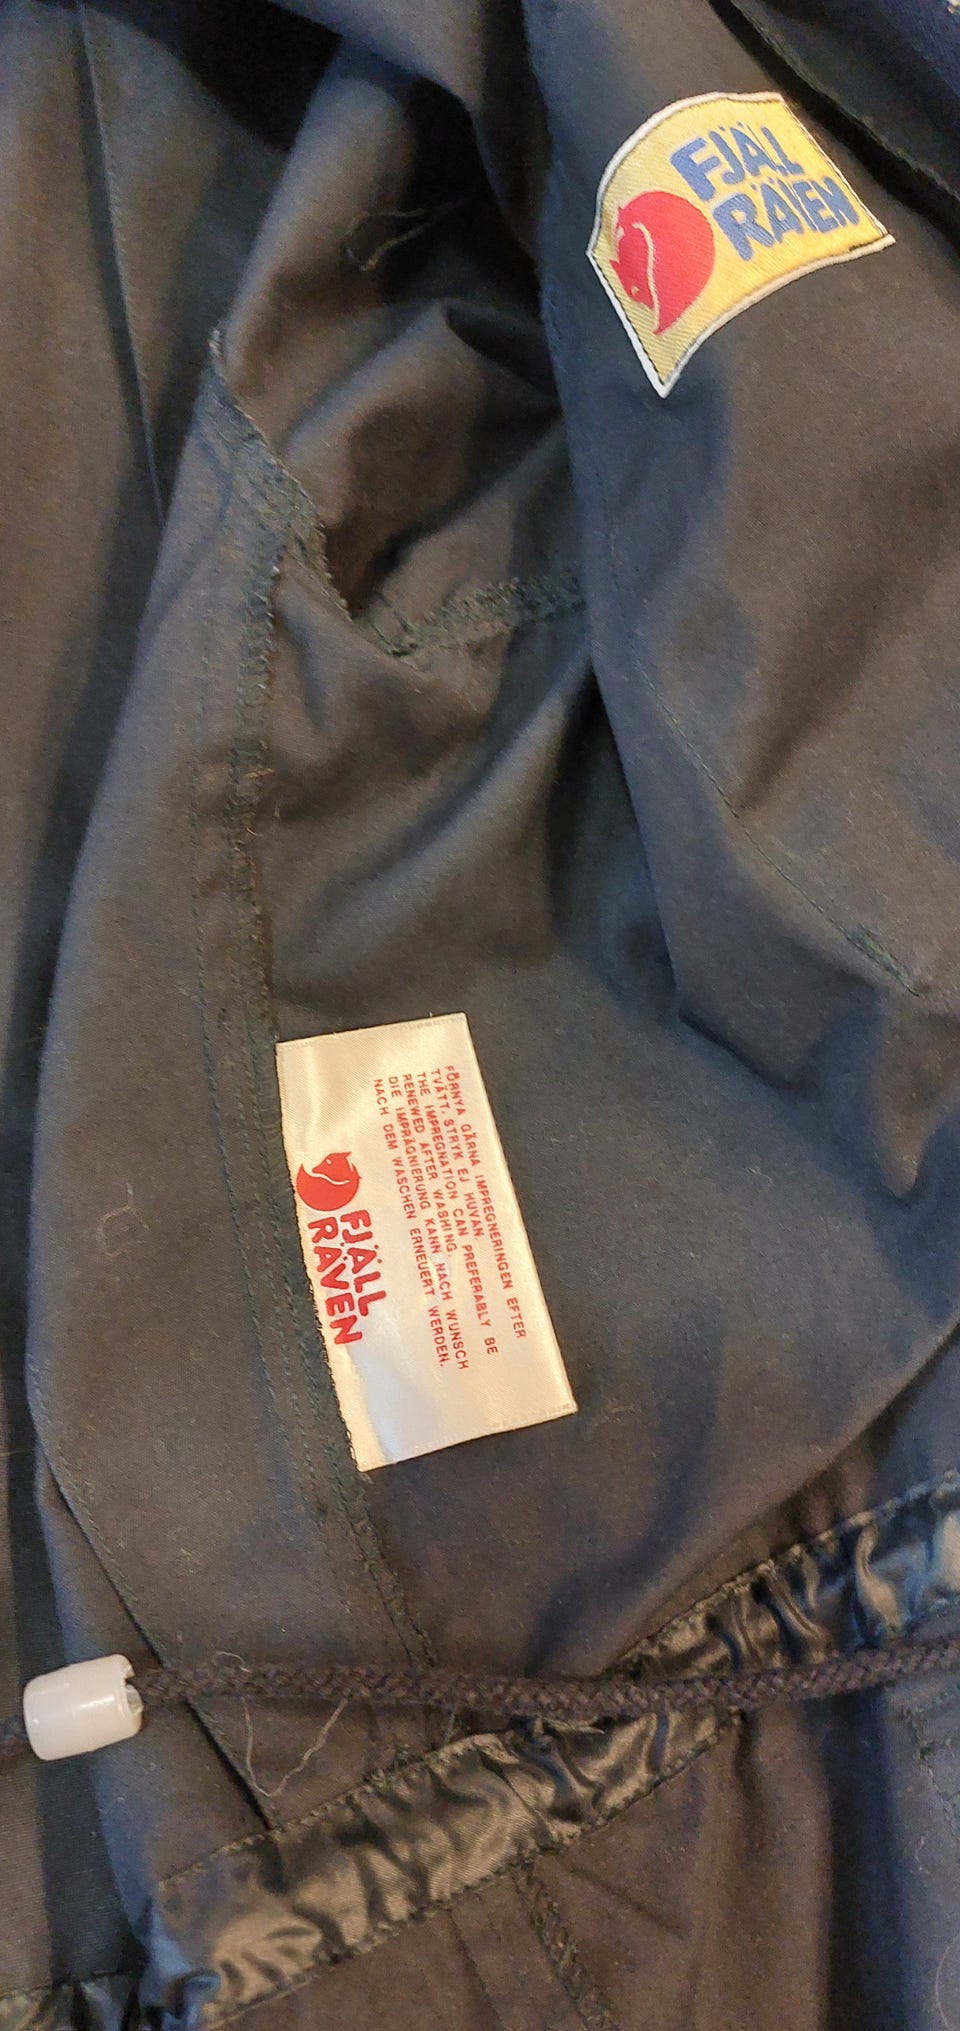 FJÄLL
RÄVEN
FÖRNYA GÄRNA IMPREGNERINGEN EFTER
TVÄTT. STRYK EJ HUVAN.
THE IMPREGNATION CAN PREFERABLY BE
RENEWED AFTER WASHING.
DIE IMPRÄGNIERUNG KANN NACH WUNSCH
NACH DEM WASCHEN ERNEUERT WERDEN.
FJÄLL
RÄVEN